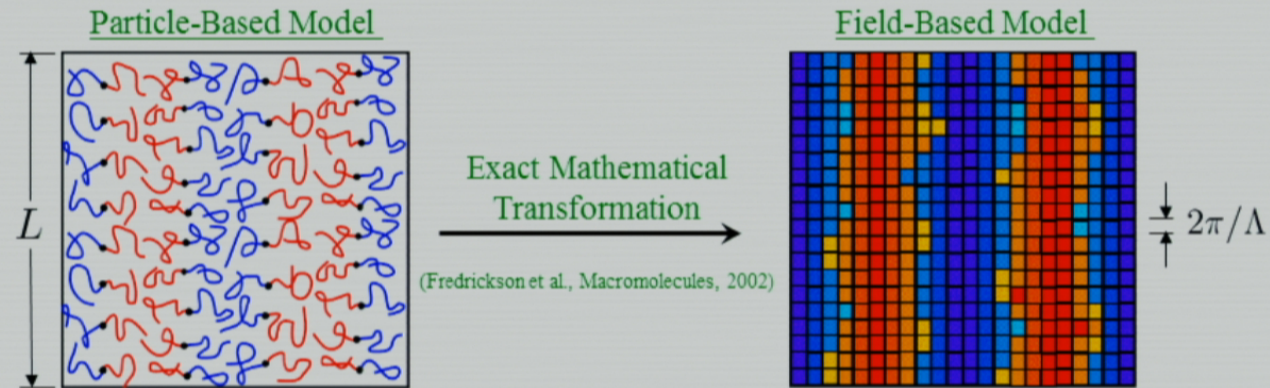 Particle-Based Model
Field-Based Model
L
Exact Mathematical
Transformation
(Fredrickson et al., Macromolecules, 2002)
2π/Λ